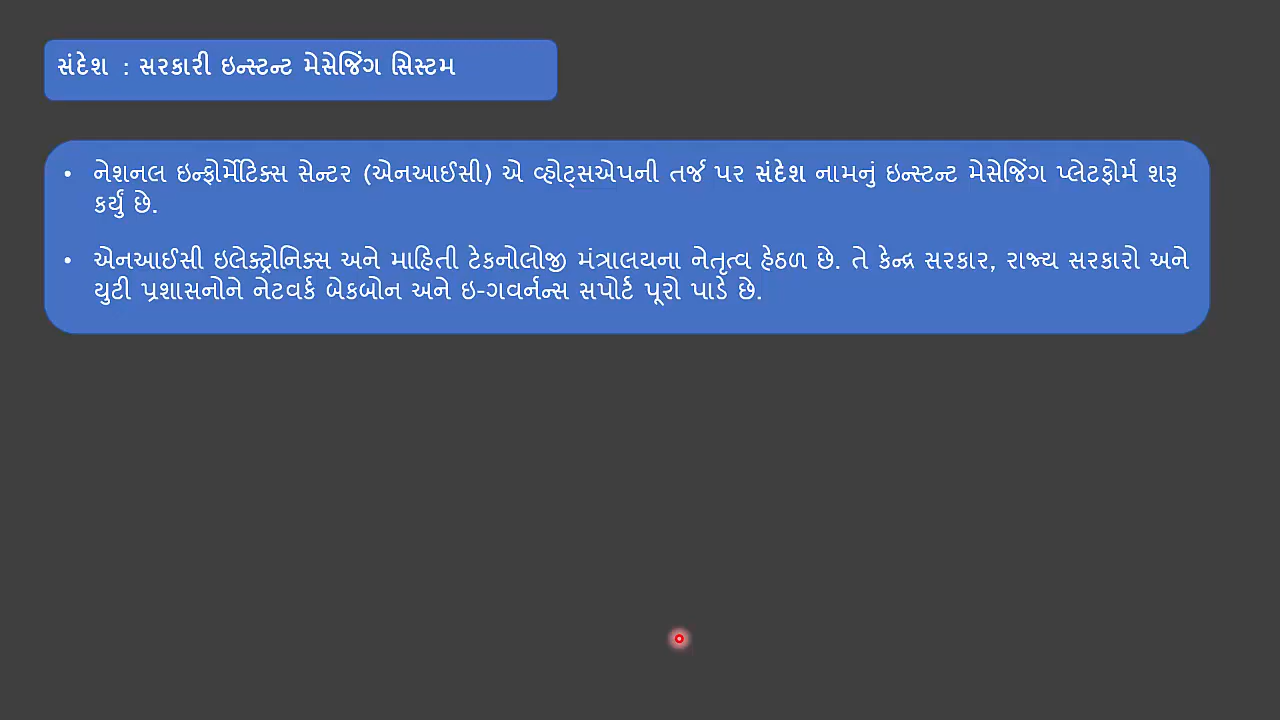 સંદેશ : સરકારી ઇન્સ્ટન્ટ મેસેજિંગ સિસ્ટમ
• નેશનલ ઇન્ફોર્મેટિક્સ સેન્ટર (એનઆઈસી) એ વ્હોટ્સએપની તર્જ પર સંદેશ નામનું ઇન્સ્ટન્ટ મેસેજિંગ પ્લેટફોર્મ શરૂ
કર્યું છે.
• એનઆઈસી ઇલેક્ટ્રોનિક્સ અને માહિતી ટેકનોલોજી મંત્રાલયના નેતૃત્વ હેઠળ છે. તે કેન્દ્ર સરકાર, રાજ્ય સરકારો અને
યુટી પ્રશાસનોને નેટવર્ક બેકબોન અને ઇ-ગવર્નન્સ સપોર્ટ પૂરો પાડે છે.